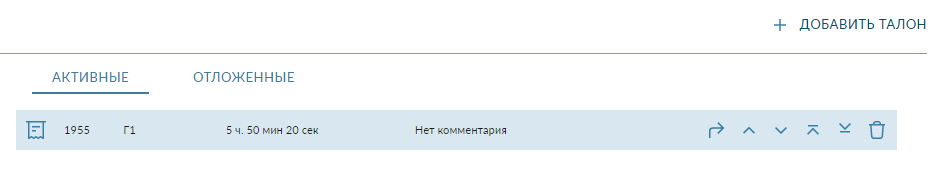 ДОБАВИТЬ ТАЛОН
АКТИВНЫЕ ОТЛОЖЕННЫЕ
1955 Г1 5 ч. 50 мин 20 сек Нет комментария